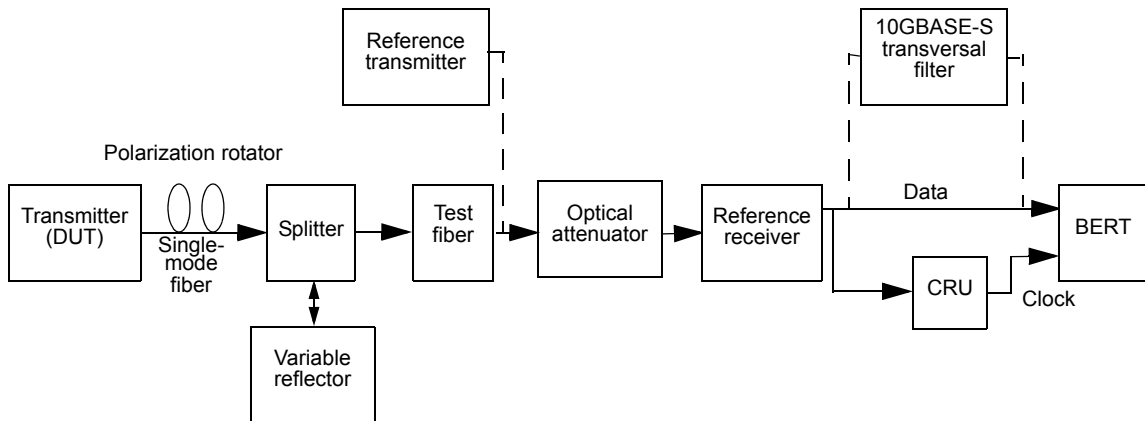 Reference
transmitter
10GBASE-S
transversal
filter
Polarization rotator
Transmitter
(DUT)
Single-
mode
fiber
Splitter
Test
fiber
Optical
attenuator
Reference
receiver
Data
BERT
CRU
Clock
Variable
reflector